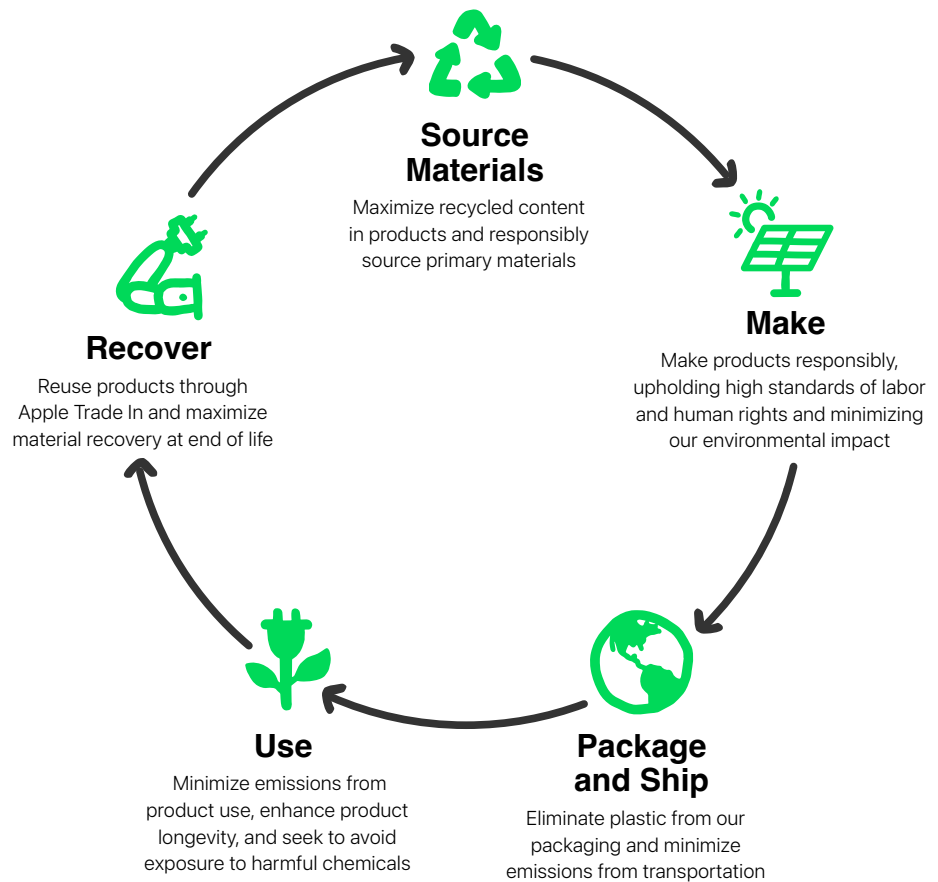 Source
Materials
Maximize recycled content
in products and responsibly
source primary materials
Make
Make products responsibly,
upholding high standards of labor
and human rights and minimizing
our environmental impact
Package
and Ship
Eliminate plastic from our
packaging and minimize
emissions from transportation
Use
Minimize emissions from
product use, enhance product
longevity, and seek to avoid
exposure to harmful chemicals
Recover
Reuse products through
Apple Trade In and maximize
material recovery at end of life